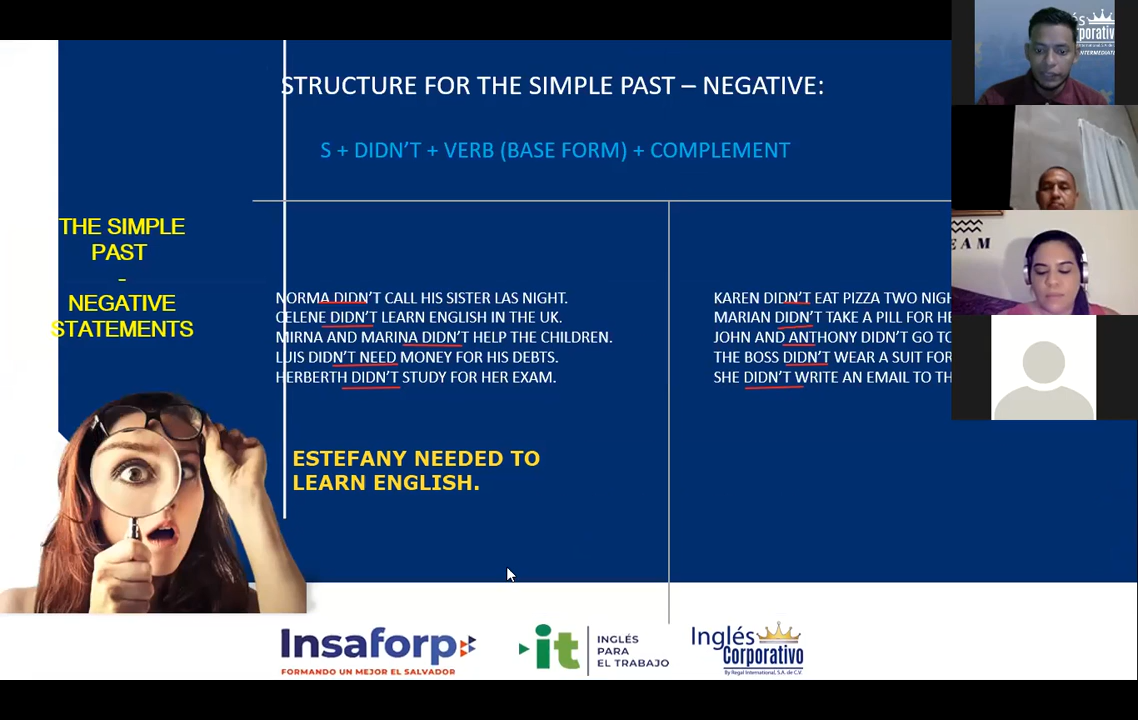 STRUCTURE FOR THE SIMPLE PAST – NEGATIVE:
S + DIDN'T + VERB (BASE FORM) + COMPLEMENT
THE SIMPLE
PAST
-
NEGATIVE
STATEMENTS
NORMA DIDN'T CALL HIS SISTER LAS NIGHT.
CELENE DIDN'T LEARN ENGLISH IN THE UK.
MIRNA AND MARINA DIDN'T HELP THE CHILDREN.
LUIS DIDN'T NEED MONEY FOR HIS DEBTS.
HERBERTH DIDN'T STUDY FOR HER EXAM.
KAREN DIDN'T EAT PIZZA TWO
MARIAN DIDN'T TAKE A PILL FOR
JOHN AND ANTHONY DIDN'T GO
THE BOSS DIDN'T WEAR A SUIT
SHE DIDN'T WRITE AN EMAIL TO
ESTEFANY NEEDED TO
LEARN ENGLISH.
Insaforp
FORMANDO UN MEJOR EL SALVADOR
it
INGLÉS
PARA
EL TRABAJO
Inglés
Corporativo
By Regal International, S.A. de C.V.